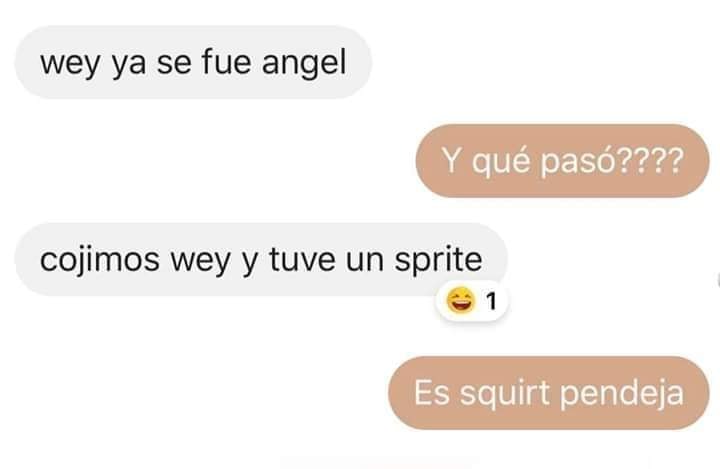 wey ya se fue angel
Y qué pasó????
cojimos wey y tuve un sprite
1
Es squirt pendeja